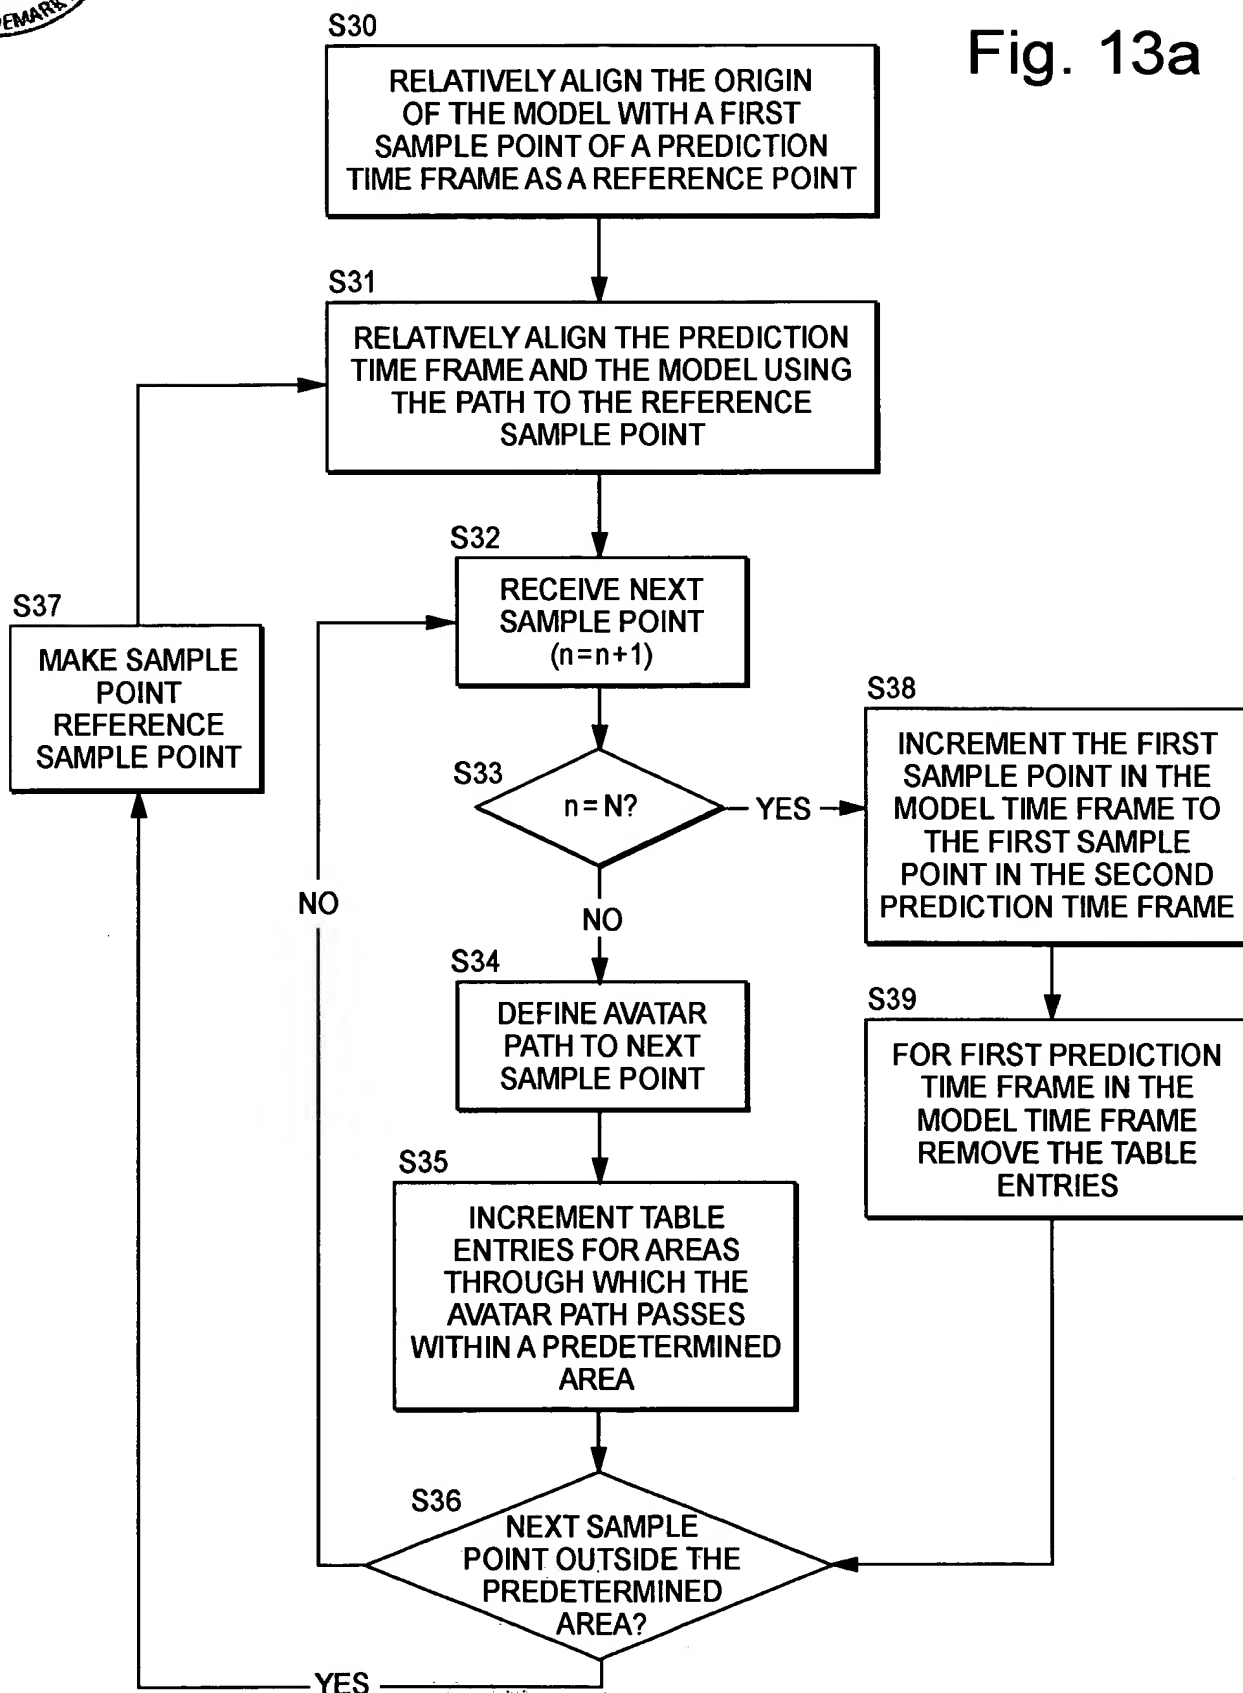 Fig. 13a
S30
RELATIVELY ALIGN THE ORIGIN
OF THE MODEL WITH A FIRST
SAMPLE POINT OF A PREDICTION
TIME FRAME AS A REFERENCE POINT
S31
RELATIVELY ALIGN THE PREDICTION
TIME FRAME AND THE MODEL USING
THE PATH TO THE REFERENCE
SAMPLE POINT
S32
RECEIVE NEXT
SAMPLE POINT
(n=n+1)
S37
MAKE SAMPLE
POINT
REFERENCE
SAMPLE POINT
S33
n = N?
YES
S38
INCREMENT THE FIRST
SAMPLE POINT IN THE
MODEL TIME FRAME TO
THE FIRST SAMPLE
POINT IN THE SECOND
PREDICTION TIME FRAME
NO
NO
S34
DEFINE AVATAR
PATH TO NEXT
SAMPLE POINT
S39
FOR FIRST PREDICTION
TIME FRAME IN THE
MODEL TIME FRAME
REMOVE THE TABLE
ENTRIES
S35
INCREMENT TABLE
ENTRIES FOR AREAS
THROUGH WHICH THE
AVATAR PATH PASSES
WITHIN A PREDETERMINED
AREA
S36
NEXT SAMPLE
POINT OUTSIDE THE
PREDETERMINED
AREA?
YES